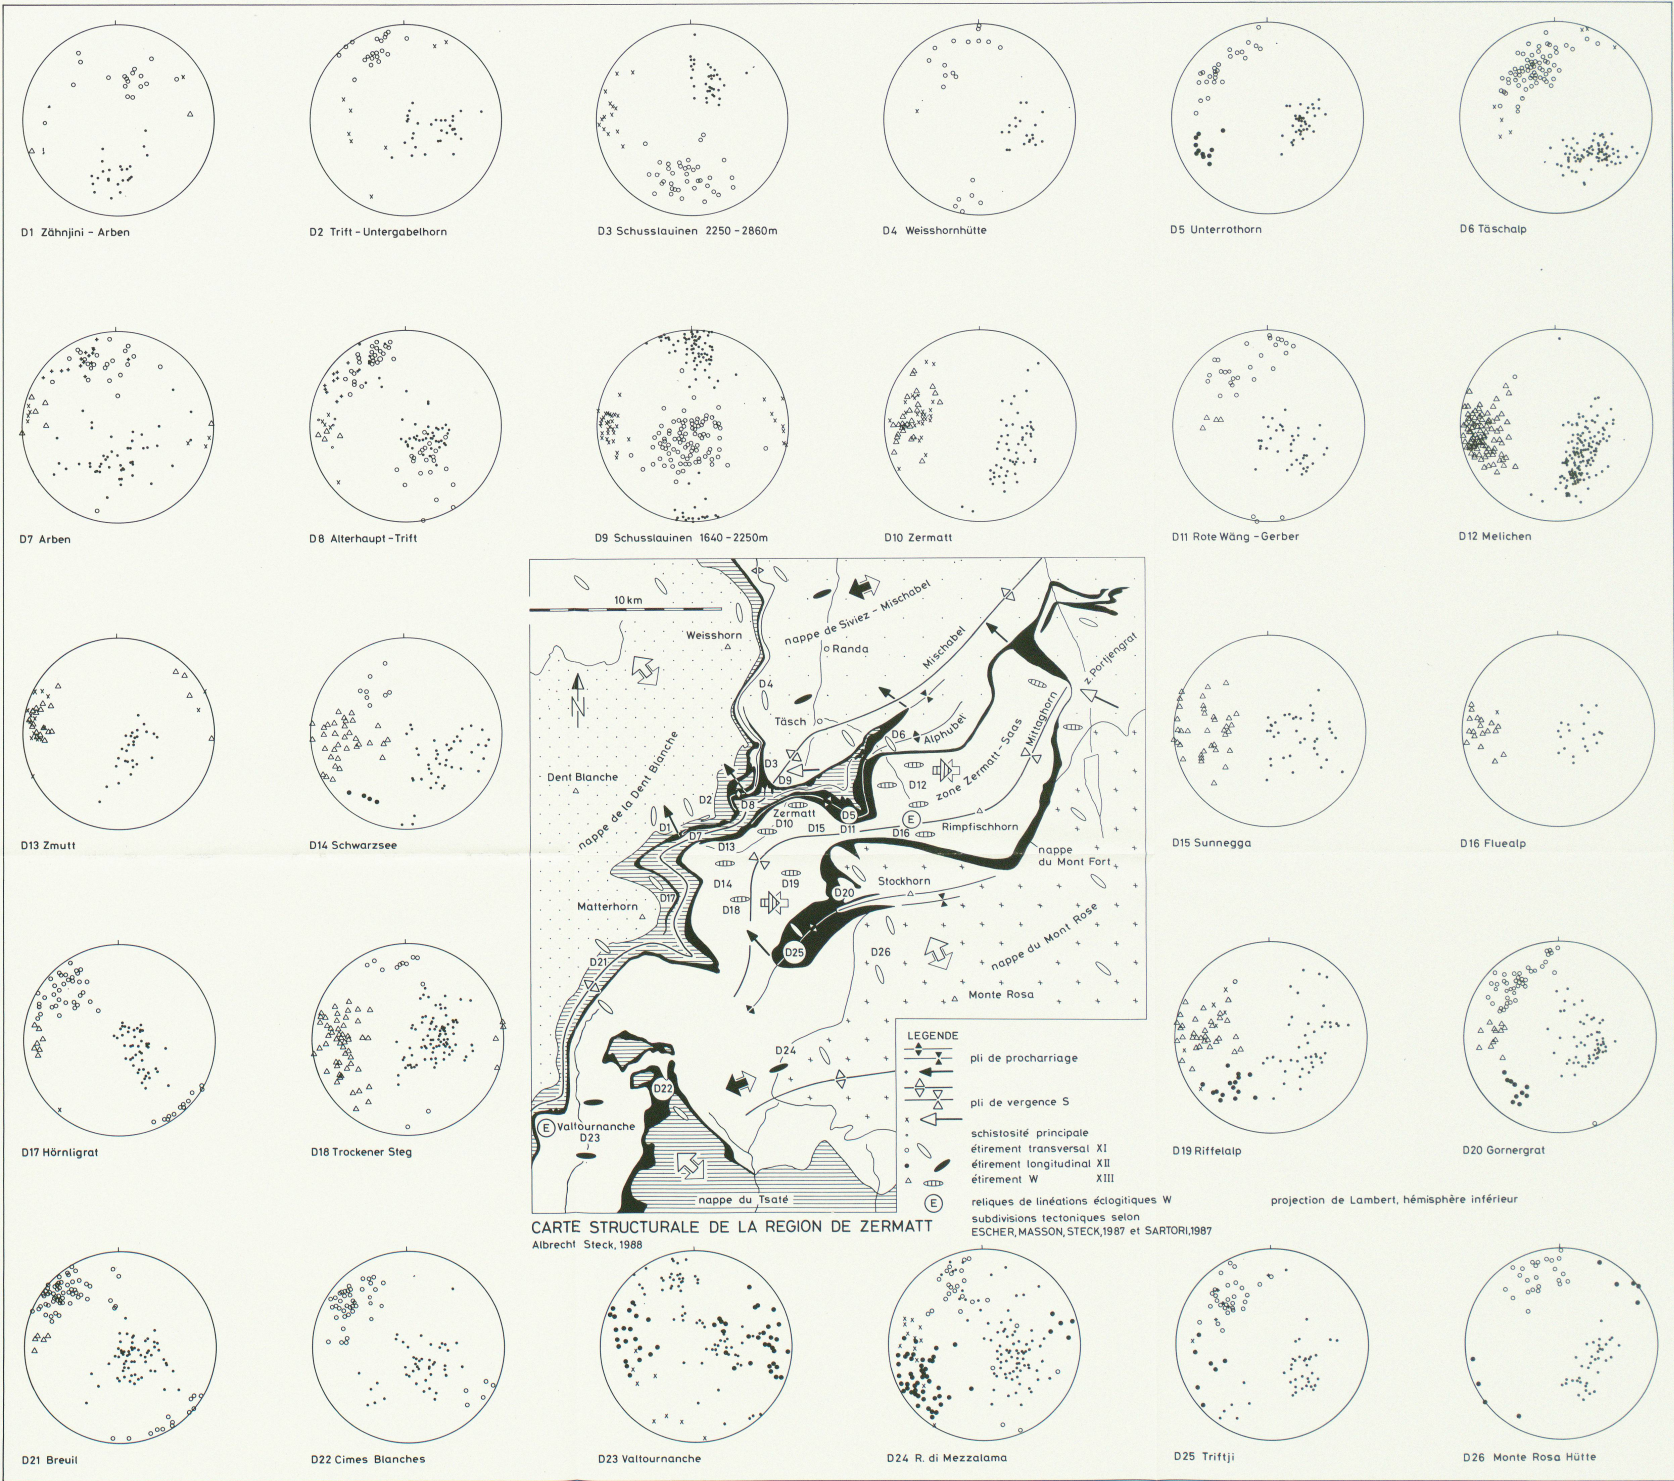 D1 Zähnjini - Arben
D2 Trift - Untergabelhorn
D3 Schusslauinen 2250 - 2860m
D4 Weisshornhütte
D5 Unterrothorn
D6 Täschalp
D7 Arben
D8 Alterhaupt - Trift
D9 Schusslauinen 1640 - 2250m
D10 Zermatt
D11 Rote Wäng - Gerber
D12 Melichen
10 km
Weisshorn
nappe de Siviez - Mischabel
Randa
Mischabel
z. Portjengrat
N
D4
Täsch
D6
Alphubel
Mittaghorn
Dent Blanche
nappe de la Dent Blanche
D3
D9
D12
zone Zermatt - Saas
D2
D8
Zermatt
D5
E
D1
D7
D10
D15
D11
D16
Rimpfischhorn
D13
nappe
du Mont Fort
D14
D19
Stockhorn
D17
D18
D20
Matterhorn
D21
D25
D26
nappe du Mont Rose
Monte Rosa
D24
D22
E
Valtournanche
D23
nappe du Tsaté
LEGENDE
pli de procharriage
pli de vergence S
schistosité principale
étirement transversal XI
étirement longitudinal XII
étirement W XIII
E
reliques de linéations éclogitiques W
subdivisions tectoniques selon
ESCHER, MASSON, STECK, 1987 et SARTORI, 1987
projection de Lambert, hémisphère inférieur
CARTE STRUCTURALE DE LA REGION DE ZERMATT
Albrecht Steck, 1988
D13 Zmutt
D14 Schwarzsee
D15 Sunnegga
D16 Fluealp
D17 Hörnligrat
D18 Trockener Steg
D19 Riffelalp
D20 Gornergrat
D21 Breuil
D22 Cimes Blanches
D23 Valtournanche
D24 R. di Mezzalama
D25 Triftji
D26 Monte Rosa Hütte